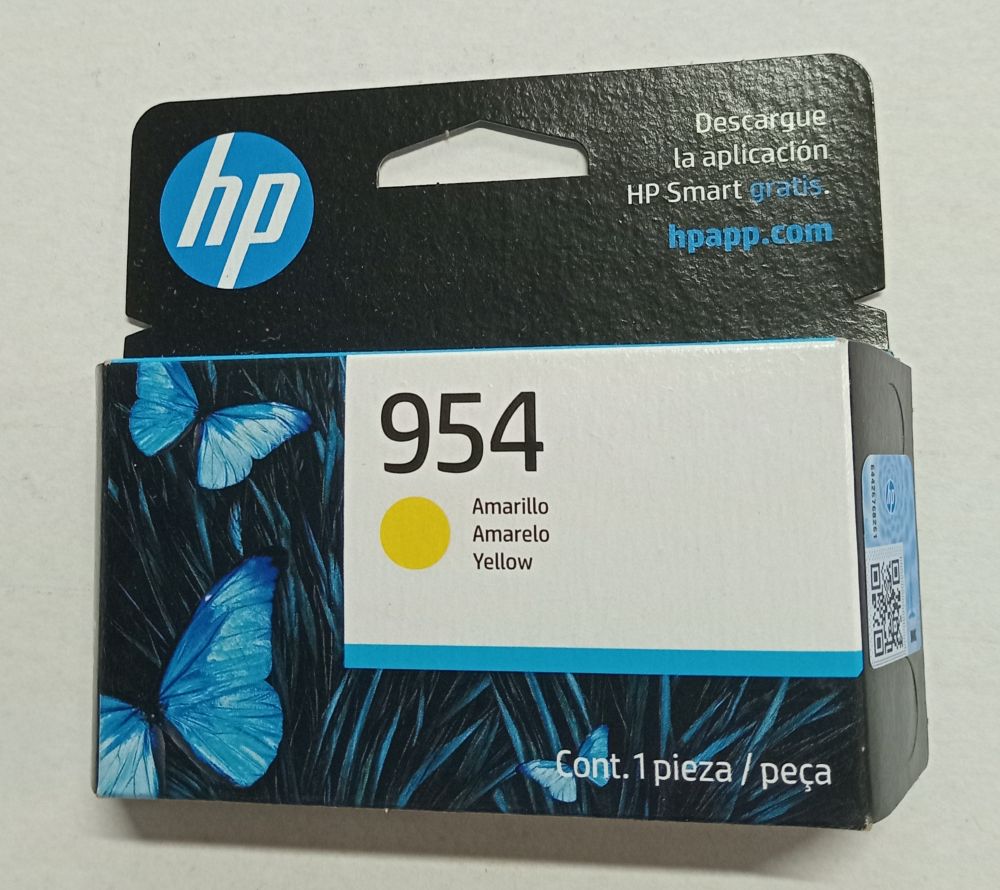 hp
Descargue
la aplicación
HP Smart gratis.
hpapp.com
954
Amarillo
Amarelo
Yellow
Cont. 1 pieza / peça